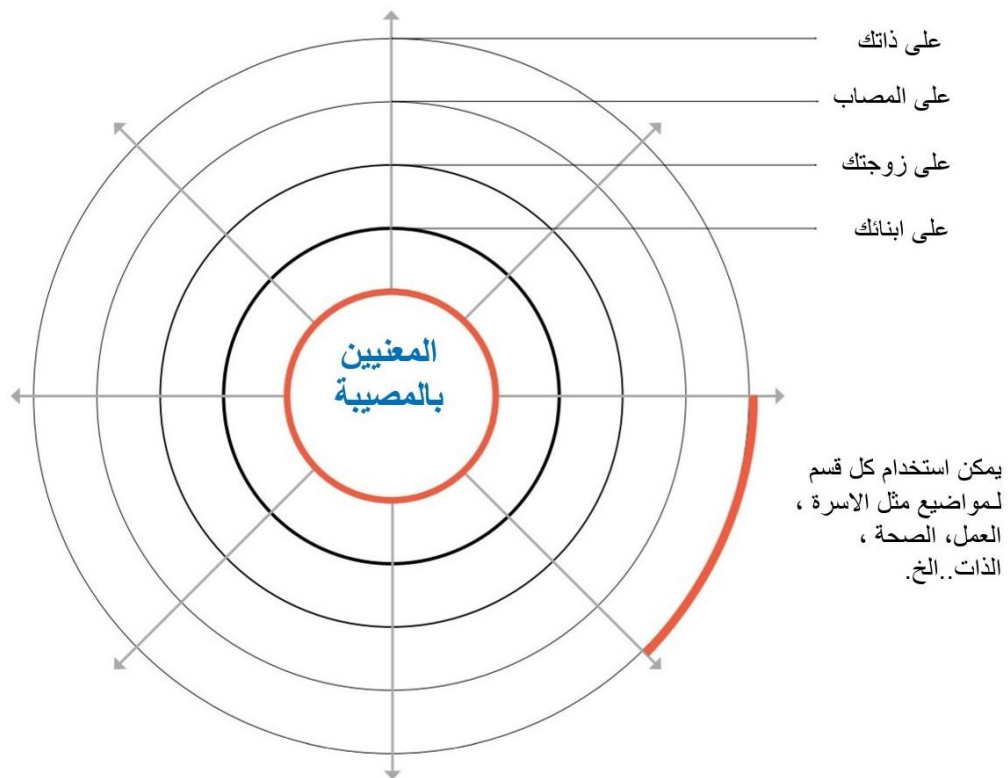 على ذاتك
على المصاب
على زوجتك
على ابنائك
المعنيين
بالمصيبة
يمكن استخدام كل قسم
لـمواضيع مثل الاسرة ،
العمل، الصحة ،
الذات..الخ.